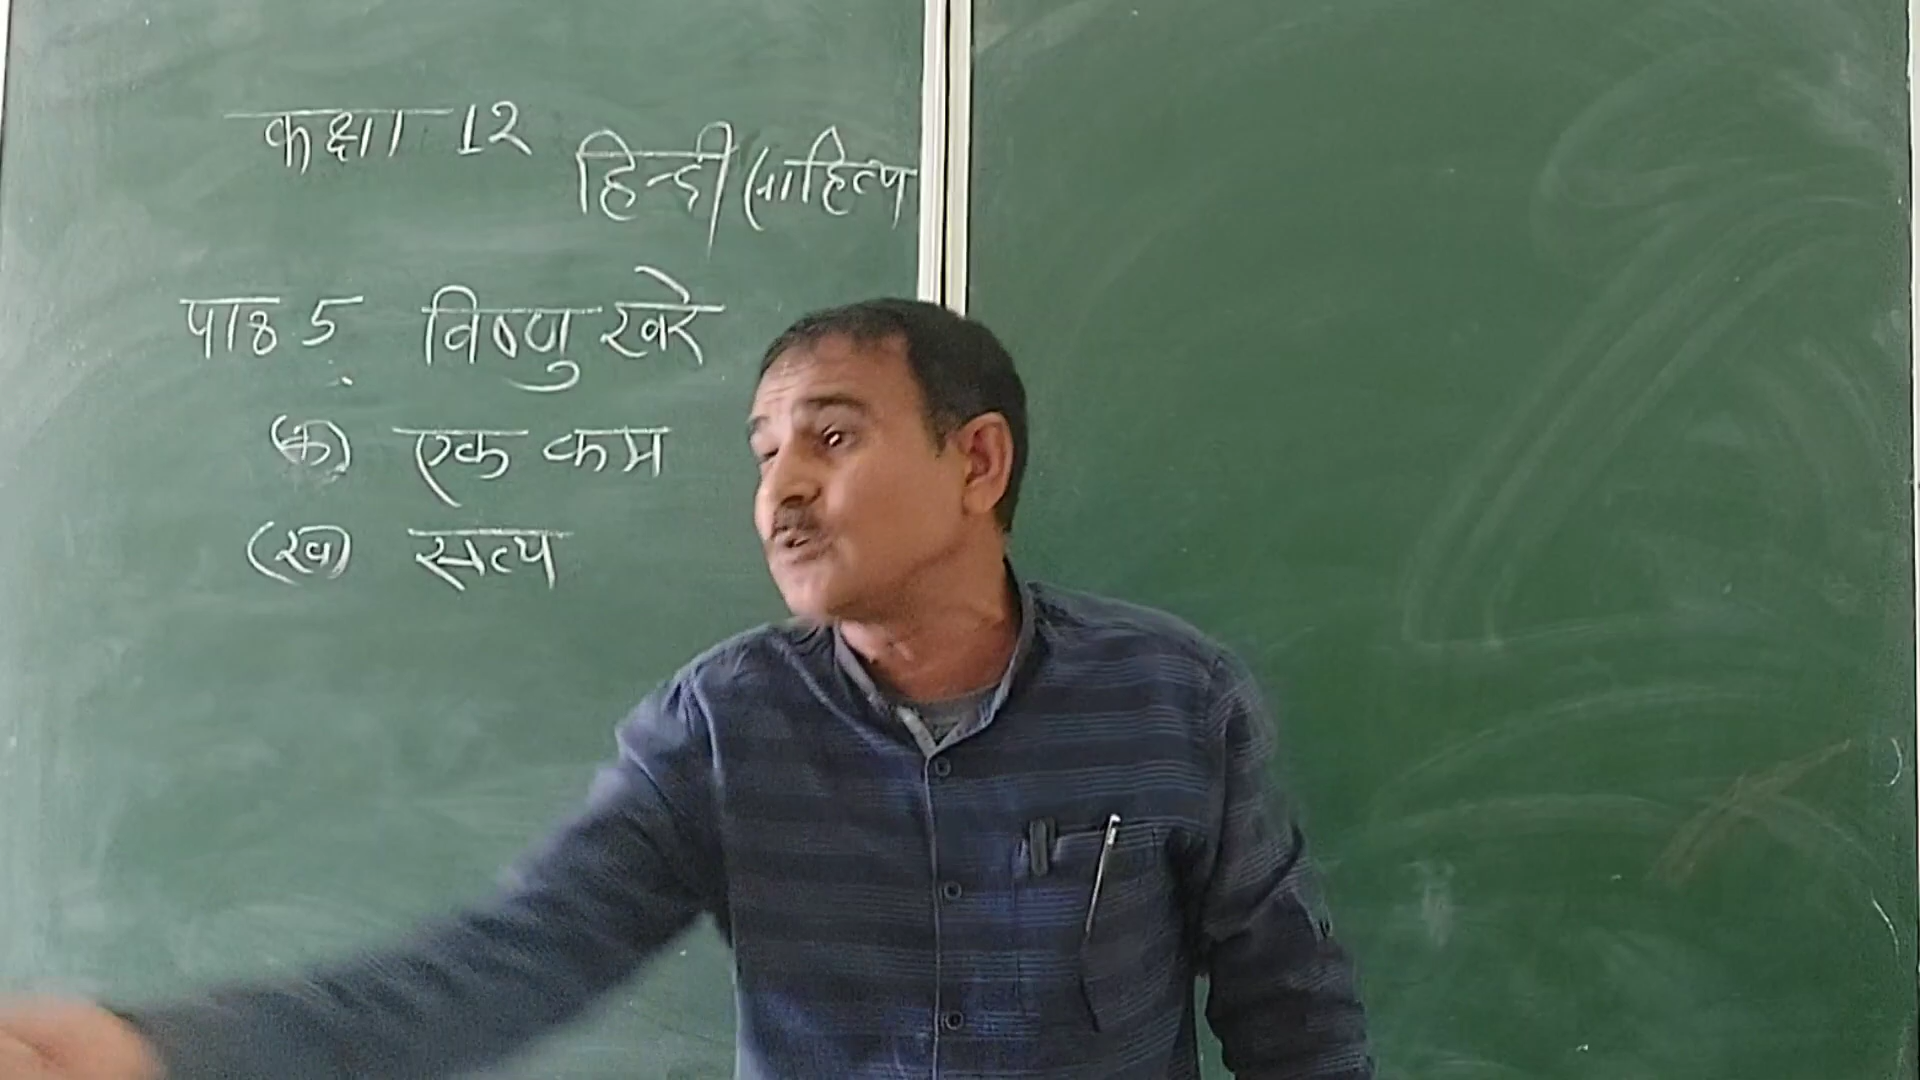 कक्षा 12
हिन्दी साहित्य
पाठ 5 विष्णु खरे
(क) एक कम
(ख) सत्य